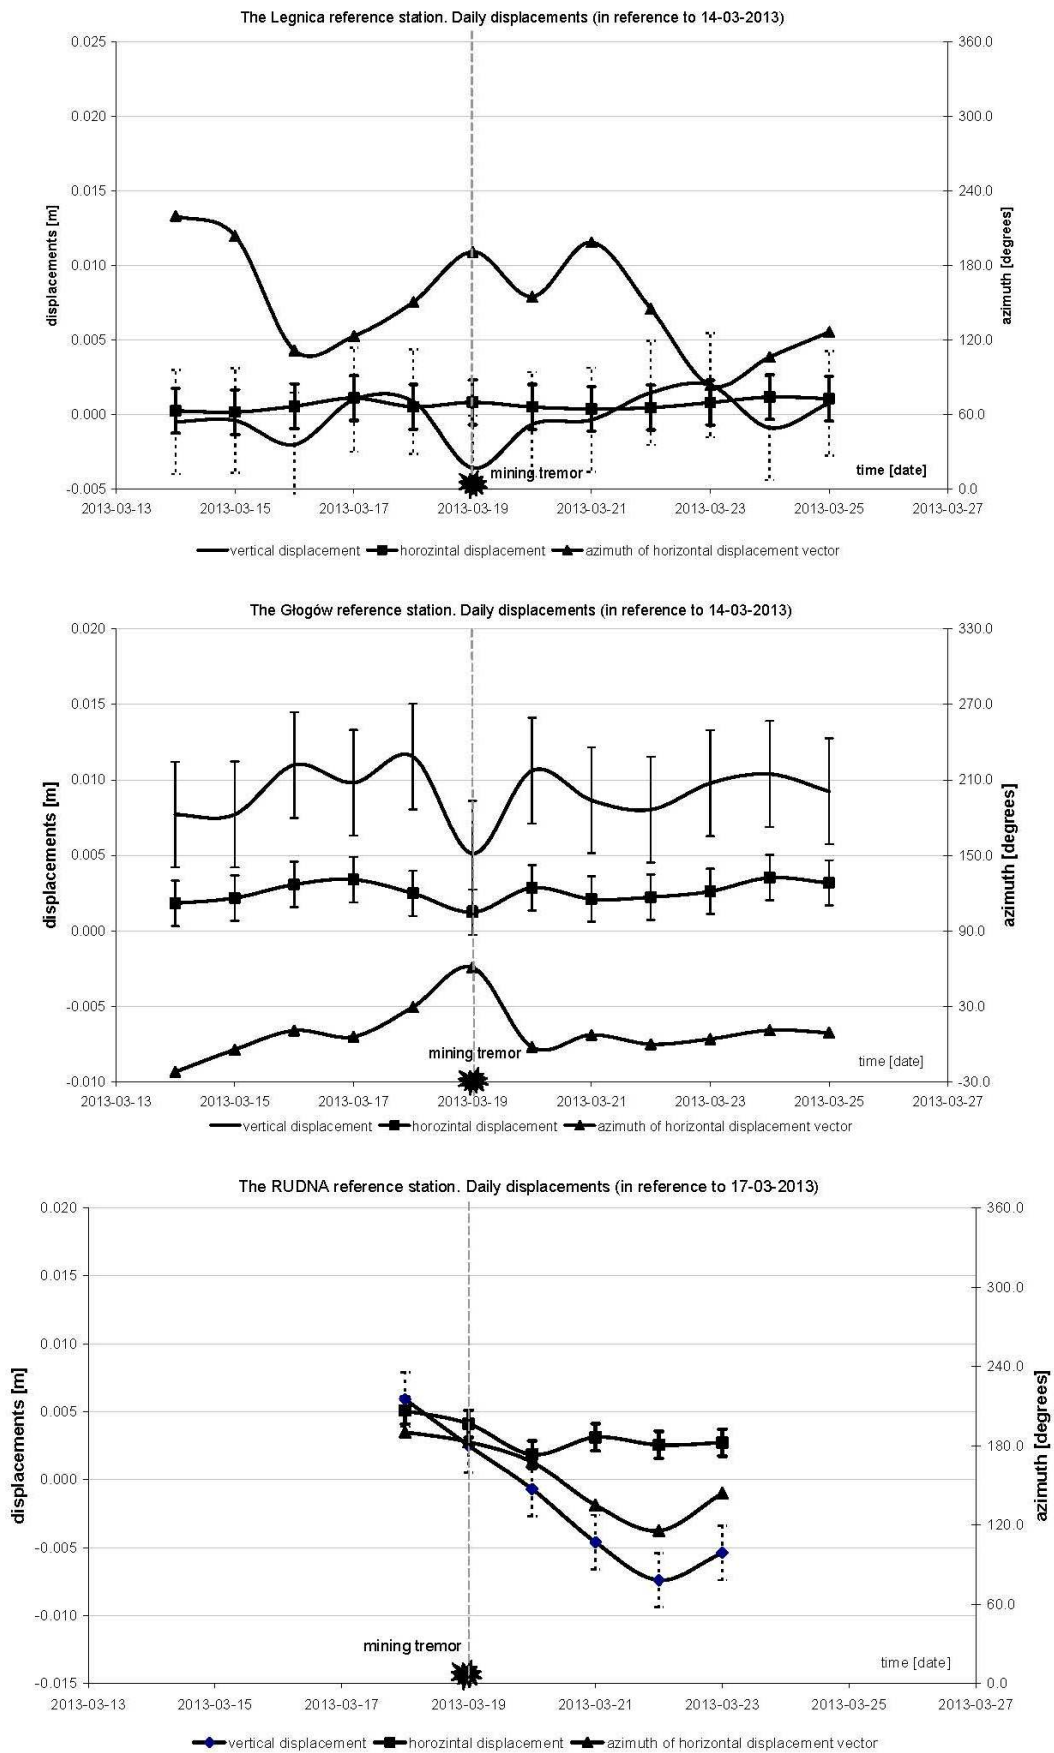 The Legnica reference station. Daily displacements (in reference to 14-03-2013)
0.025 360.0
0.020 300.0
0.015 240.0
0.010 180.0
0.005 120.0
0.000 60.0
-0.005 0.0
displacements [m]
azimuth [degrees]
mining tremor
time [date]
2013-03-13 2013-03-15 2013-03-17 2013-03-19 2013-03-21 2013-03-23 2013-03-25 2013-03-27
vertical displacement horozintal displacement azimuth of horizontal displacement vector
The Głogów reference station. Daily displacements (in reference to 14-03-2013)
0.020 330.0
0.015 270.0
0.010 210.0
0.005 150.0
0.000 90.0
-0.005 30.0
-0.010 -30.0
displacements [m]
azimuth [degrees]
mining tremor
time [date]
2013-03-13 2013-03-15 2013-03-17 2013-03-19 2013-03-21 2013-03-23 2013-03-25 2013-03-27
vertical displacement horozintal displacement azimuth of horizontal displacement vector
The RUDNA reference station. Daily displacements (in reference to 17-03-2013)
0.020 360.0
0.015 300.0
0.010 240.0
0.005 180.0
0.000 120.0
-0.005 60.0
-0.010 0.0
-0.015
displacements [m]
azimuth [degrees]
mining tremor
time [date]
2013-03-13 2013-03-15 2013-03-17 2013-03-19 2013-03-21 2013-03-23 2013-03-25 2013-03-27
vertical displacement horozintal displacement azimuth of horizontal displacement vector